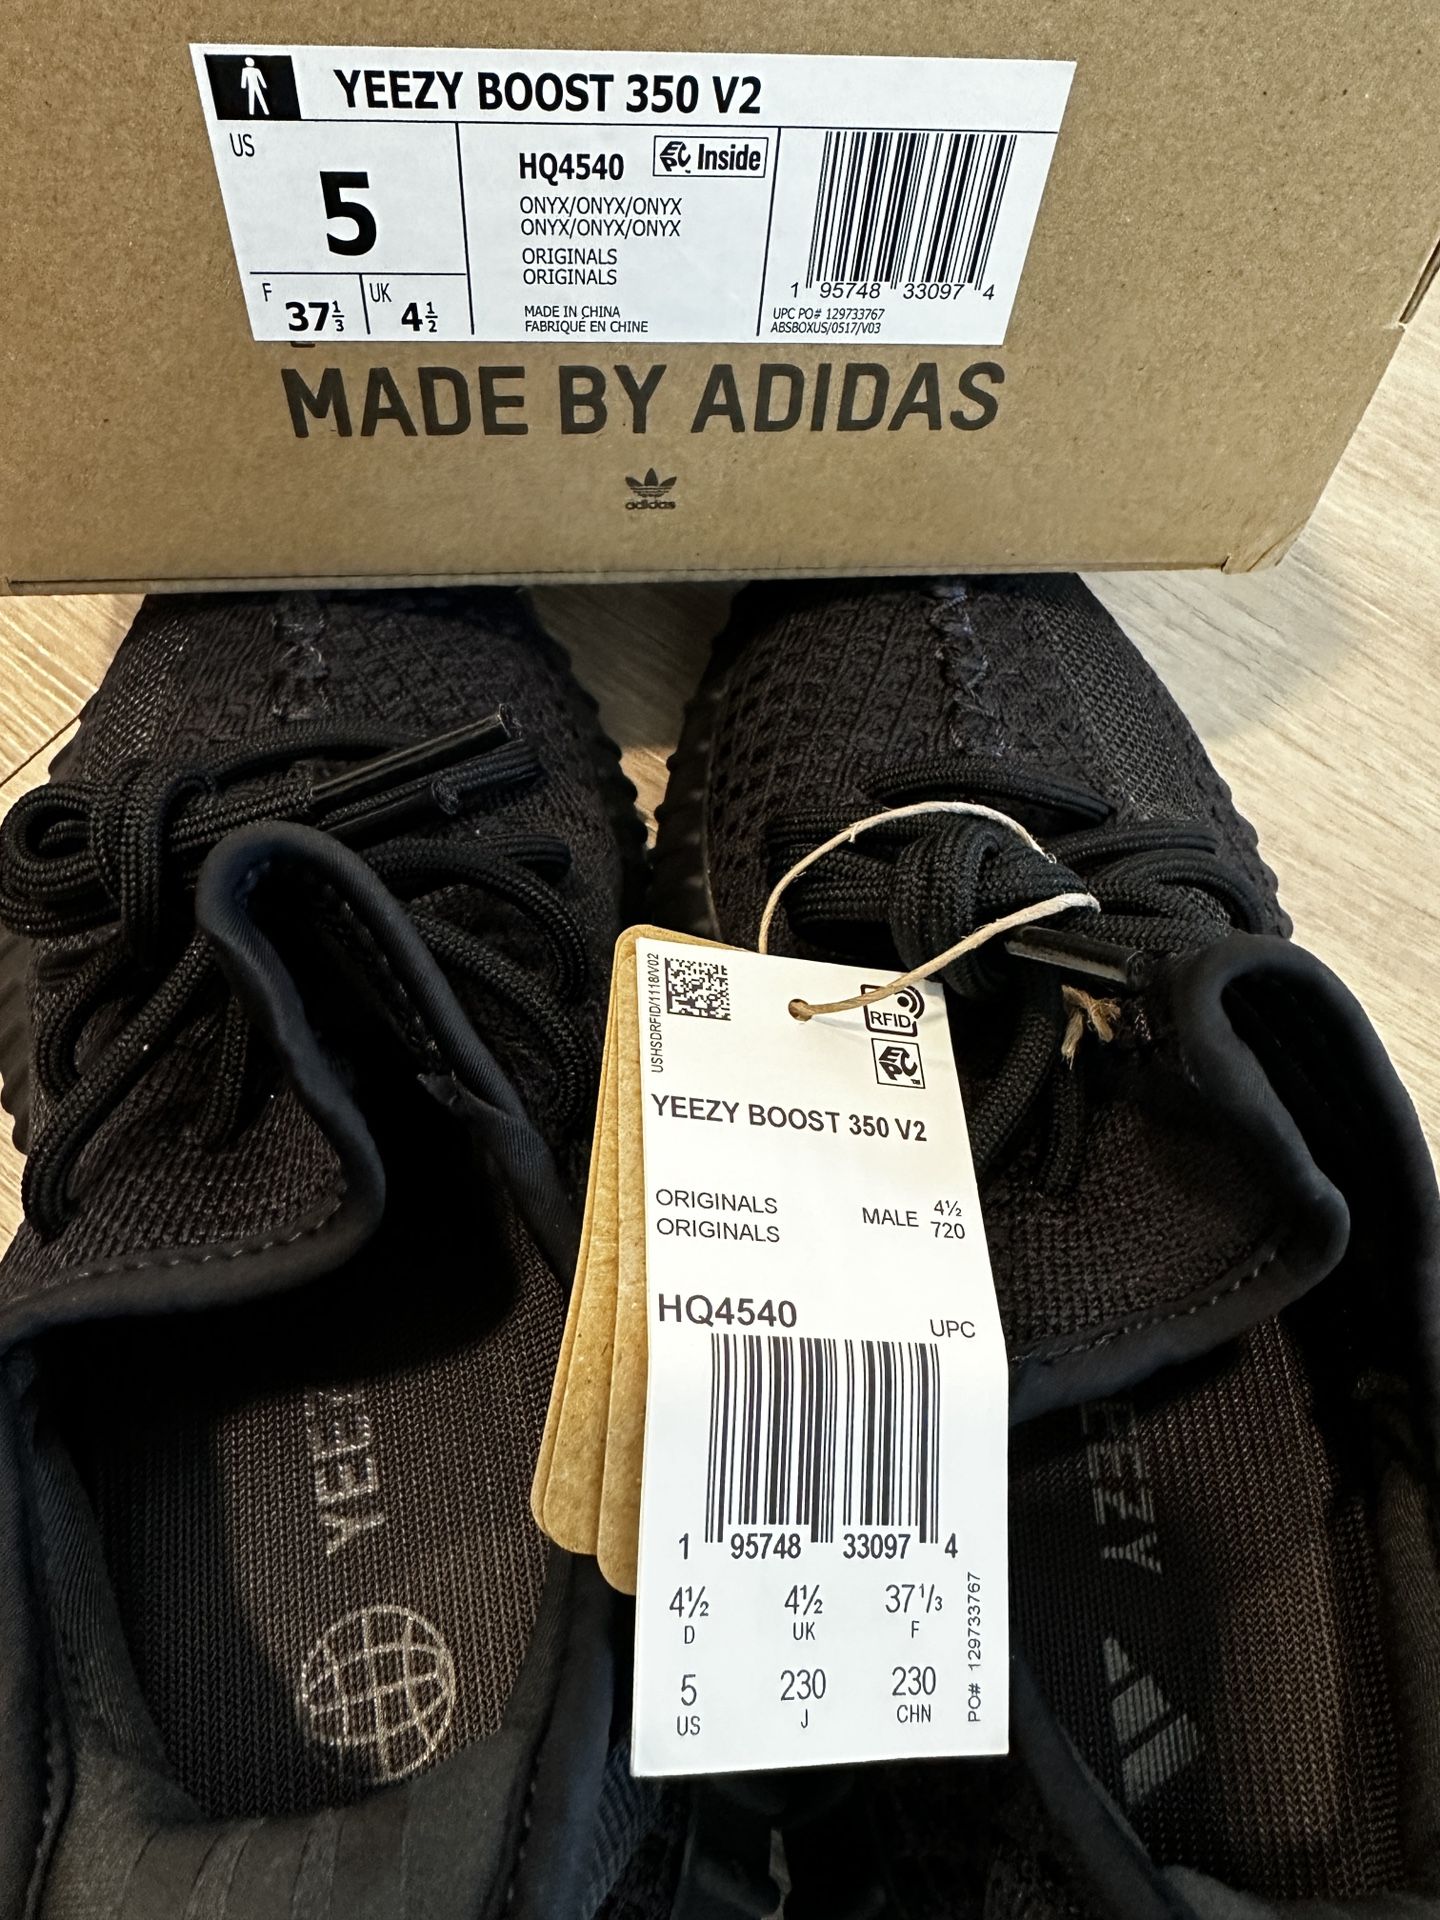 YEEZY BOOST 350 V2
US
5
F 37⅓
UK 4½
HQ4540
EPC Inside
ONYX/ONYX/ONYX
ONYX/ONYX/ONYX
ORIGINALS
ORIGINALS
MADE IN CHINA
FABRIQUÉ EN CHINE
1 95748 33097 4
UPC PO# 129733767
ABSBOXUS/0517/V03
MADE BY ADIDAS
adidas
USHSDRFID/1118/V02
RFID
EPC
YEEZY BOOST 350 V2
ORIGINALS
ORIGINALS
MALE 4½
720
HQ4540
UPC
1 95748 33097 4
4½ 4½ 37⅓
D UK F
5 230 230
US J CHN
PO# 129733767